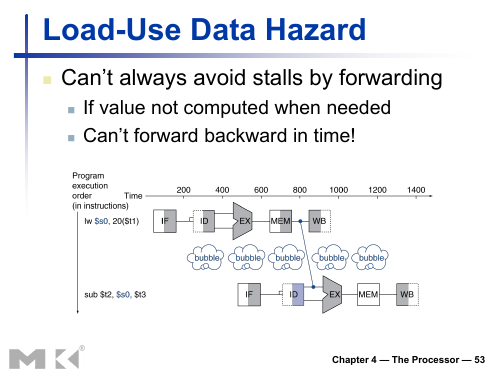 Load-Use Data Hazard
Can't always avoid stalls by forwarding
If value not computed when needed
Can't forward backward in time!
Program
execution
order
(in instructions)
Time 200 400 600 800 1000 1200 1400
lw $s0, 20($t1) IF ID EX MEM WB
bubble bubble bubble bubble bubble
sub $t2, $s0, $t3 IF ID EX MEM WB
MK®
Chapter 4 — The Processor — 53